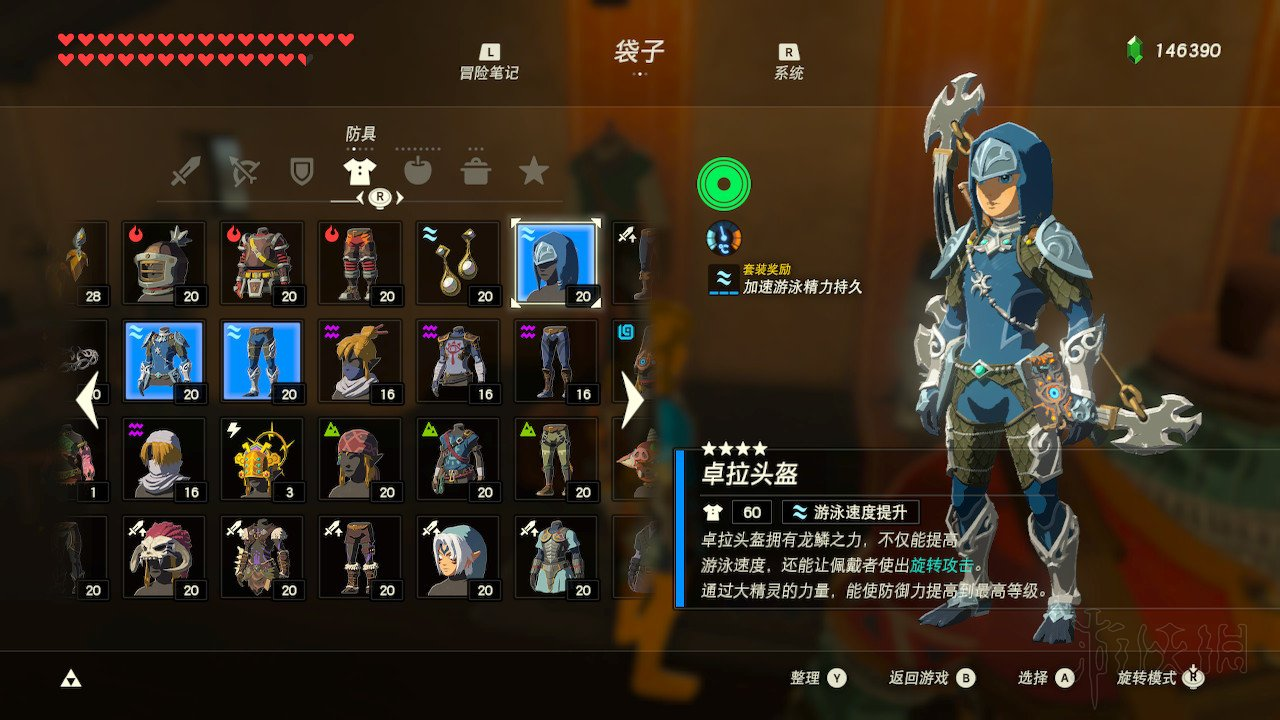 L
袋子
R
冒险笔记
系统
146390
防具
R
28
20
20
20
20
20
套装奖励
加速游泳精力持久
0
20
20
16
16
16
1
16
3
20
20
20
20
20
20
20
20
20
卓拉头盔
60
游泳速度提升
卓拉头盔拥有龙鳞之力，不仅能提高
游泳速度，还能让佩戴者使出旋转攻击。
通过大精灵的力量，能使防御力提高到最高等级。
整理 Y
返回游戏 B
选择 A
旋转模式 R